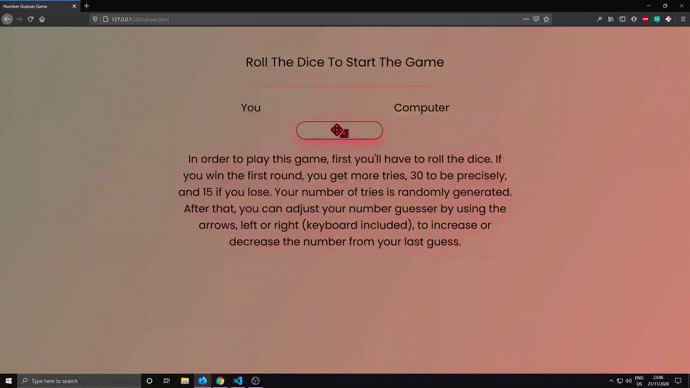 Number Guesser Game
127.0.0.1
Roll The Dice To Start The Game
You
Computer
In order to play this game, first you'll have to roll the dice. If
you win the first round, you get more tries, 30 to be precisely,
and 15 if you lose. Your number of tries is randomly generated.
After that, you can adjust your number guesser by using the
arrows, left or right (keyboard included), to increase or
decrease the number from your last guess.
Type here to search
ENG
23:06
21/11/2020